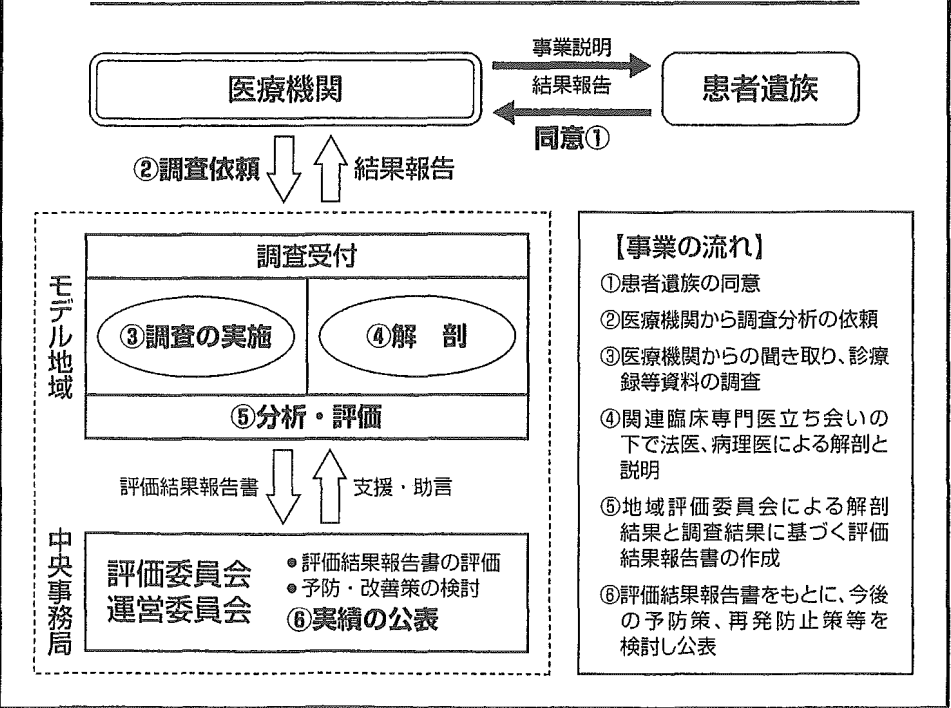 医療機関
事業説明
結果報告
同意①
患者遺族
②調査依頼
結果報告
モデル地域
調査受付
③調査の実施
④解 剖
⑤分析・評価
評価結果報告書
支援・助言
中央事務局
評価委員会
運営委員会
●評価結果報告書の評価
●予防・改善策の検討
⑥実績の公表
【事業の流れ】
①患者遺族の同意
②医療機関から調査分析の依頼
③医療機関からの聞き取り、診療
録等資料の調査
④関連臨床専門医立ち会いの
下で法医、病理医による解剖と
説明
⑤地域評価委員会による解剖
結果と調査結果に基づく評価
結果報告書の作成
⑥評価結果報告書をもとに、今後
の予防策、再発防止策等を
検討し公表